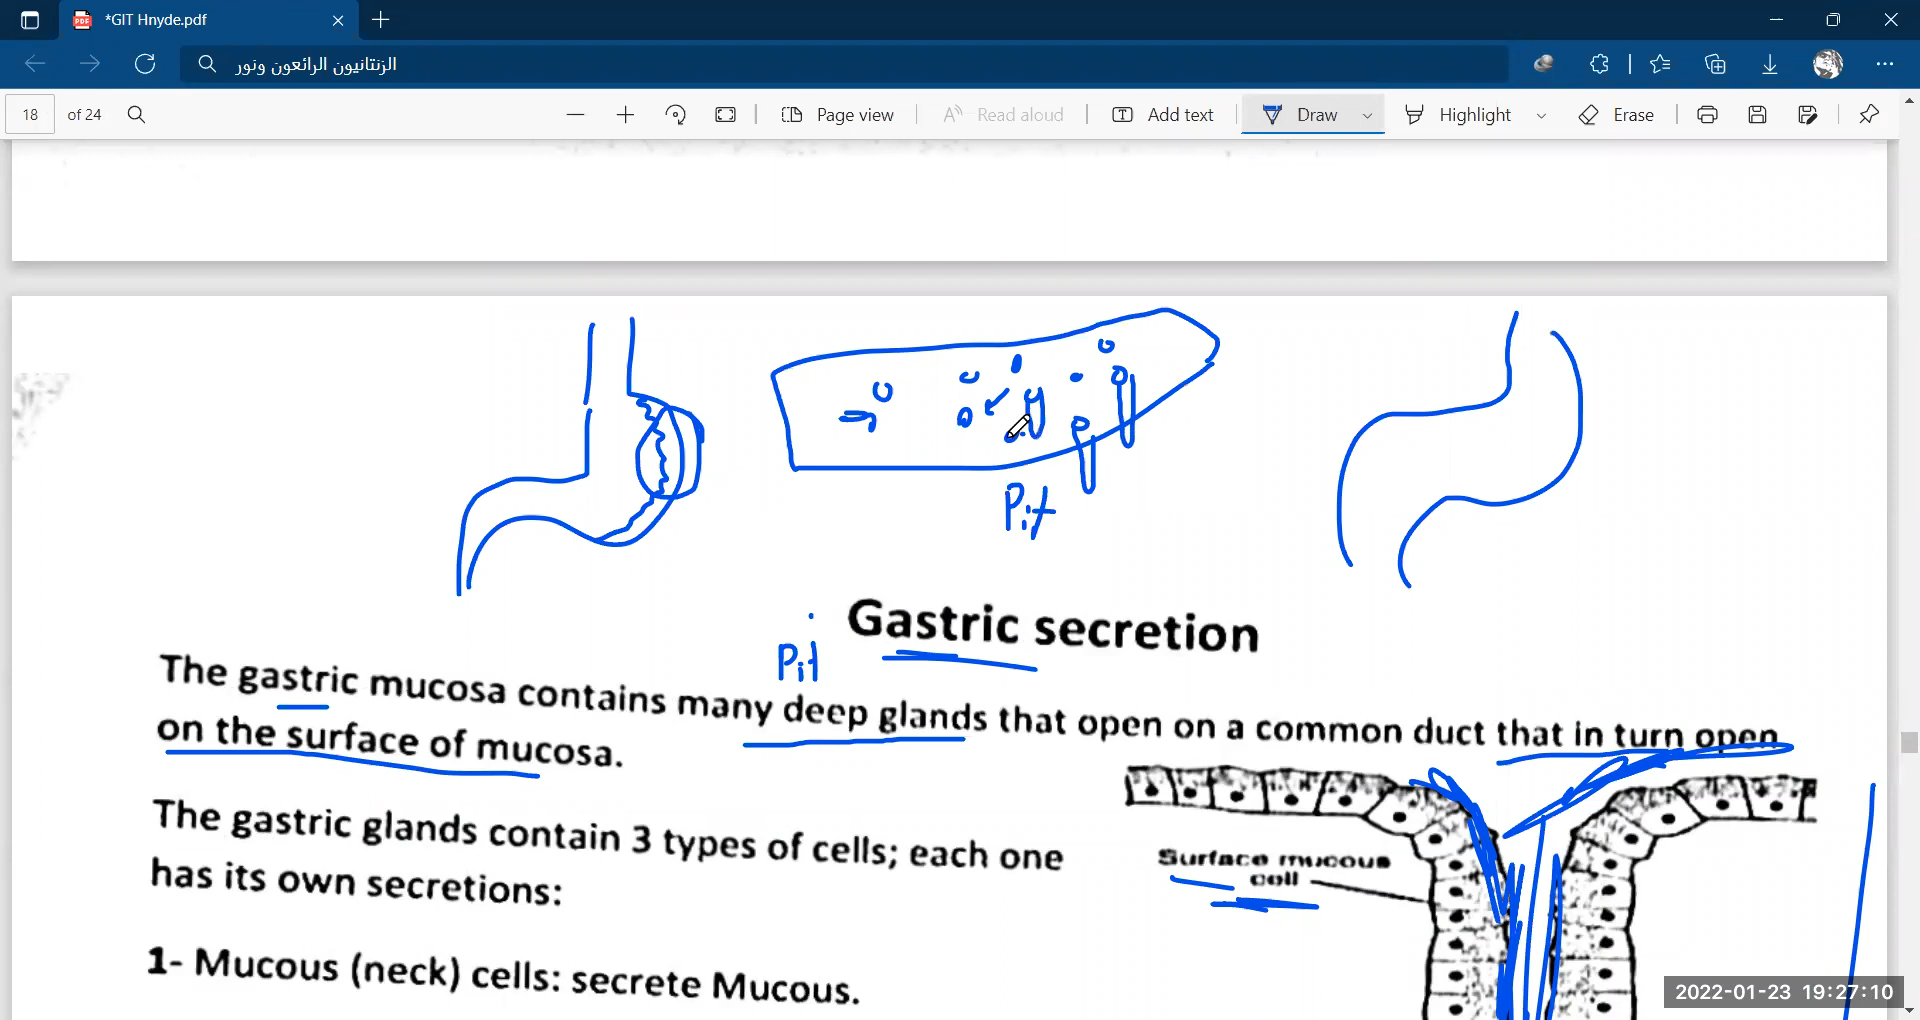 *GIT Hnyde.pdf
الزنتانيون الرائعون ونور
18 of 24
Page view
Read aloud
Add text
Draw
Highlight
Erase
Pit
Gastric secretion
Pit
The gastric mucosa contains many deep glands that open on a common duct that in turn open
on the surface of mucosa.
The gastric glands contain 3 types of cells; each one
has its own secretions:
Surface mucous
cell
1- Mucous (neck) cells: secrete Mucous.
2022-01-23 19:27:10